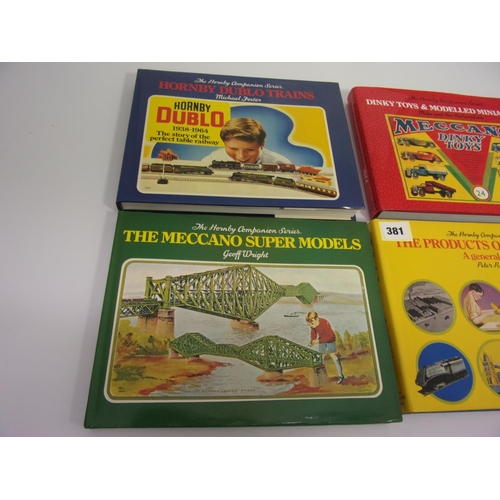 The Hornby Companion Series.
HORNBY DUBLO TRAINS
Michael Foster
HORNBY
DUBLO
1938-1964
The story of the
perfect table railway
DINKY TOYS & MODELLED MINIA
MECCANO
DINKY
TOYS
24
381
The Hornby Companion Series.
THE MECCANO SUPER MODELS
Geoff Wright
The Hornby Compan
THE PRODUCTS O
A general
Peter R